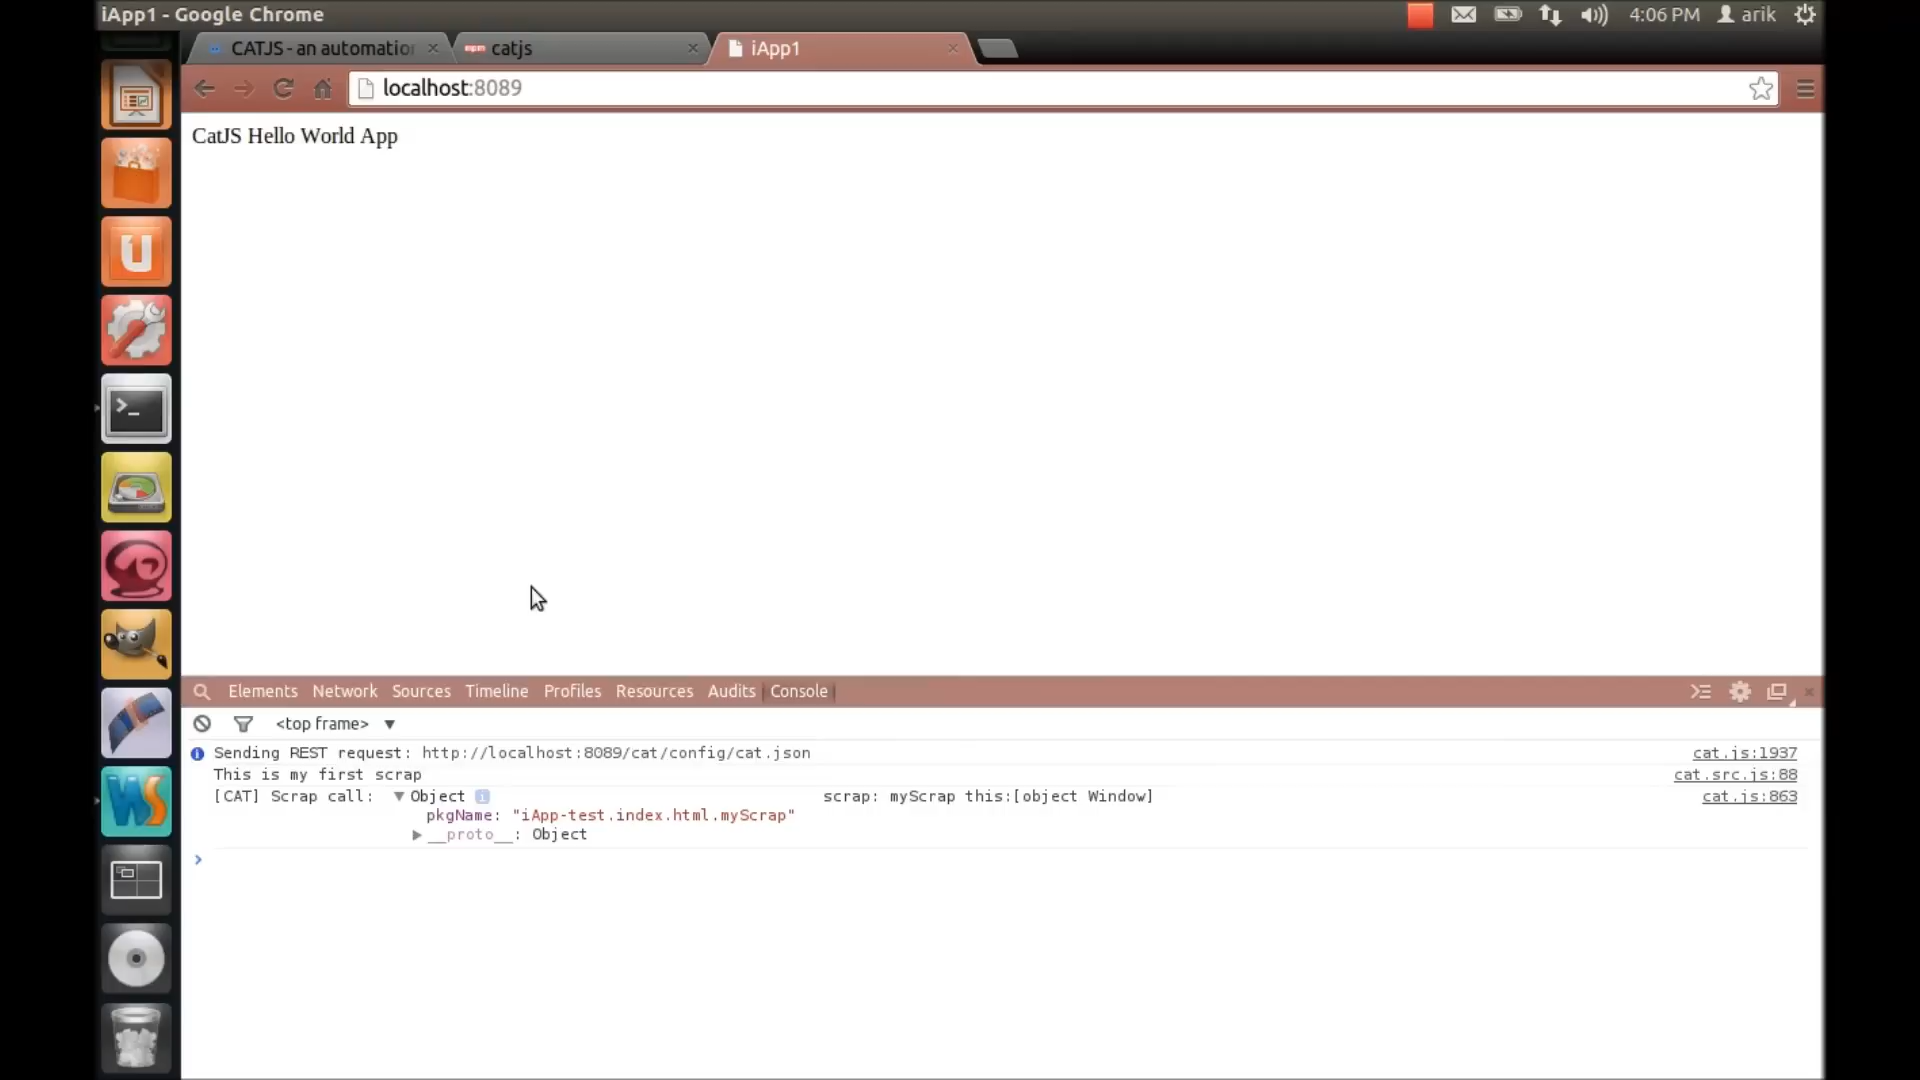 iApp1 - Google Chrome
4:06 PM arik
CATJS - an automatio
catjs
iApp1
localhost:8089
CatJS Hello World App
Elements Network Sources Timeline Profiles Resources Audits Console
<top frame>
Sending REST request: http://localhost:8089/cat/config/cat.json cat.js:1937
This is my first scrap cat.src.js:88
[CAT] Scrap call: Object scrap: myScrap this:[object Window] cat.js:863
pkgName: "iApp-test.index.html.myScrap"
__proto__: Object